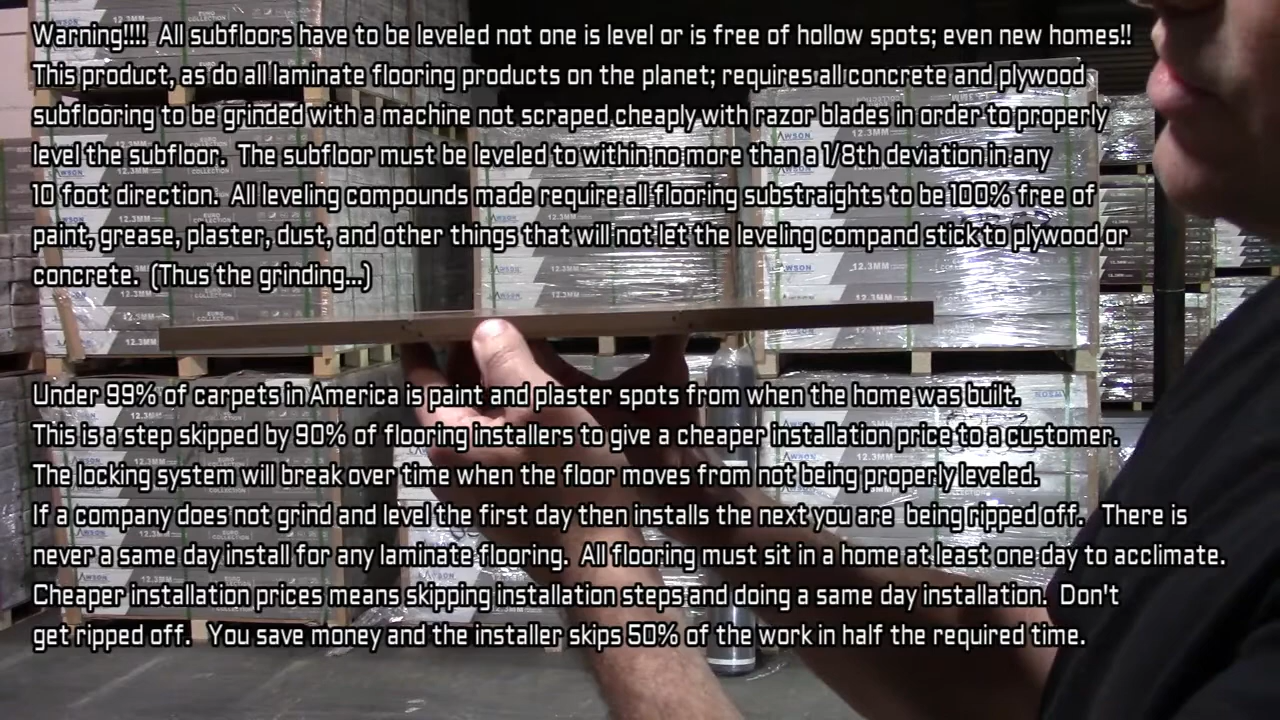 Warning!!!! All subfloors have to be leveled not one is level or is free of hollow spots; even new homes!!
This product, as do all laminate flooring products on the planet; requires all concrete and plywood
subflooring to be grinded with a machine not scraped cheaply with razor blades in order to properly
level the subfloor. The subfloor must be leveled to within no more than a 1/8th deviation in any
10 foot direction. All leveling compounds made require all flooring substraights to be 100% free of
paint, grease, plaster, dust, and other things that will not let the leveling compand stick to plywood or
concrete. (Thus the grinding...)
Under 99% of carpets in America is paint and plaster spots from when the home was built.
This is a step skipped by 90% of flooring installers to give a cheaper installation price to a customer.
The locking system will break over time when the floor moves from not being properly leveled.
If a company does not grind and level the first day then installs the next you are being ripped off. There is
never a same day install for any laminate flooring. All flooring must sit in a home at least one day to acclimate.
Cheaper installation prices means skipping installation steps and doing a same day installation. Don't
get ripped off. You save money and the installer skips 50% of the work in half the required time.